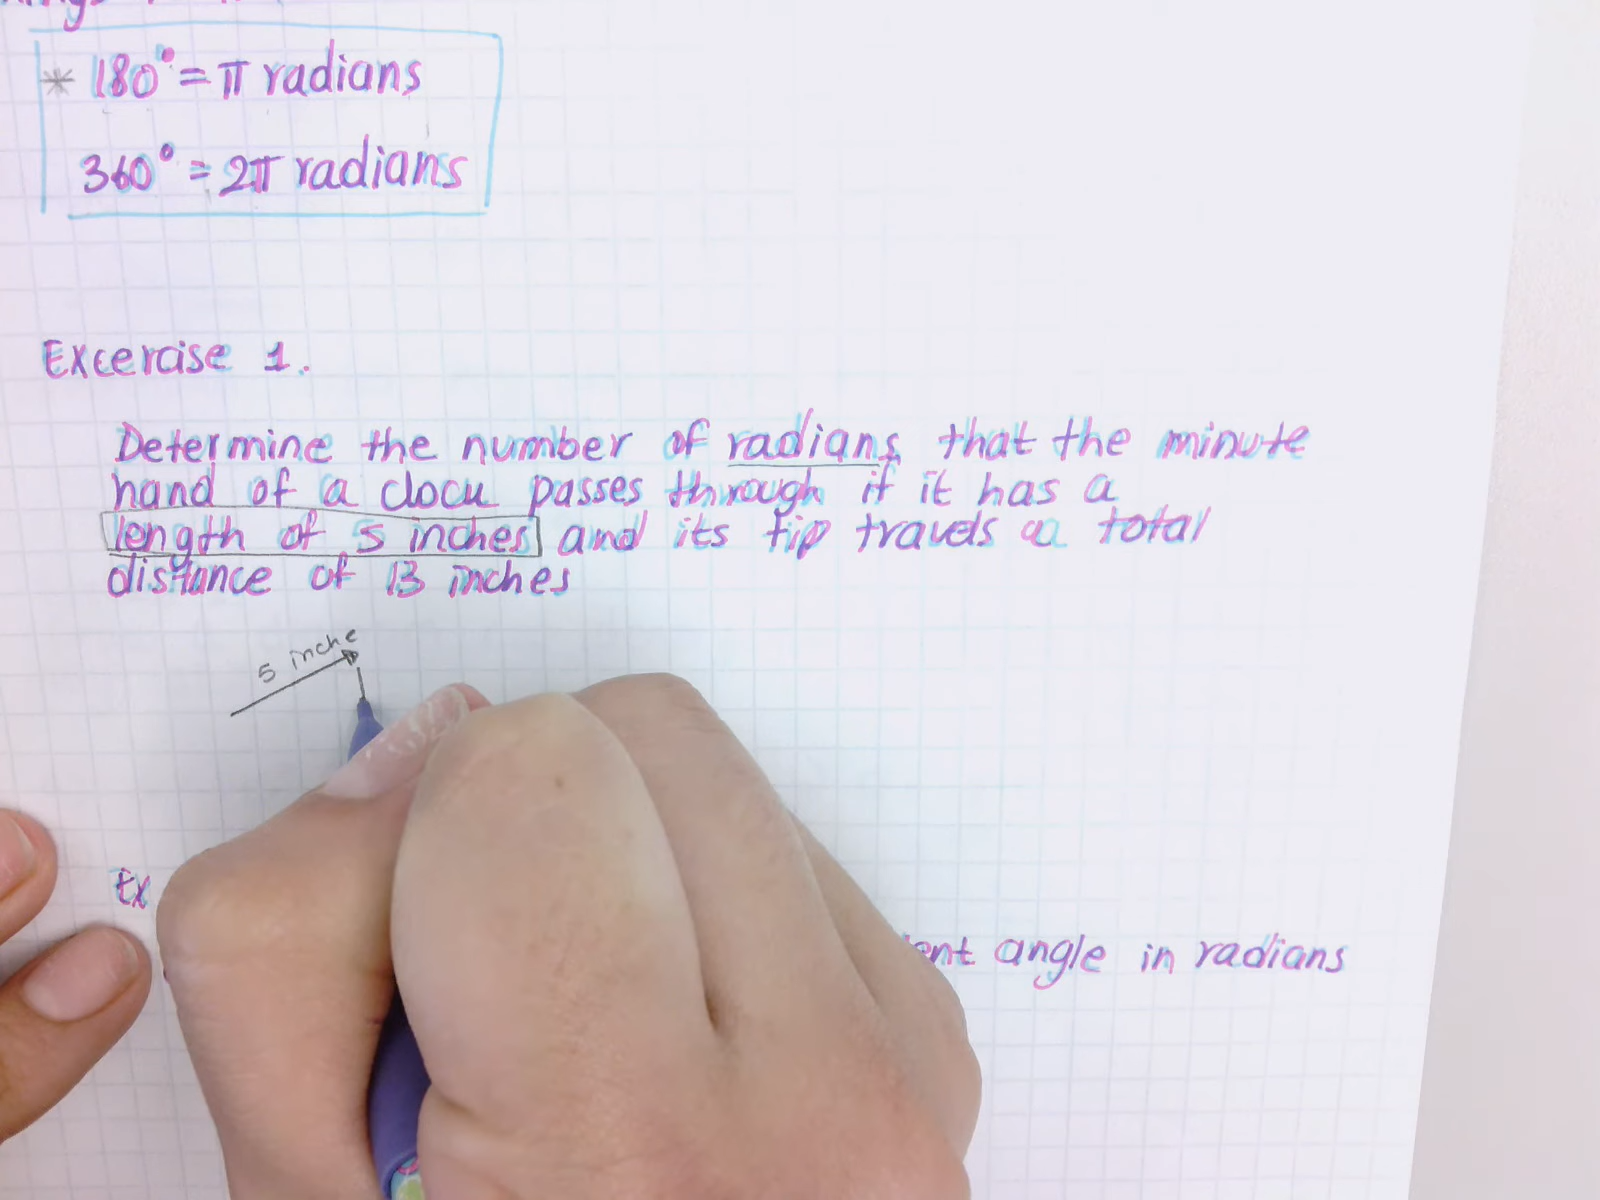 * 180° = π radians
360° = 2π radians
Excercise 1.
Determine the number of radians that the minute
hand of a clock passes through if it has a
length of 5 inches and its tip travels a total
distance of 13 inches
5 inche
Ex
angle in radians